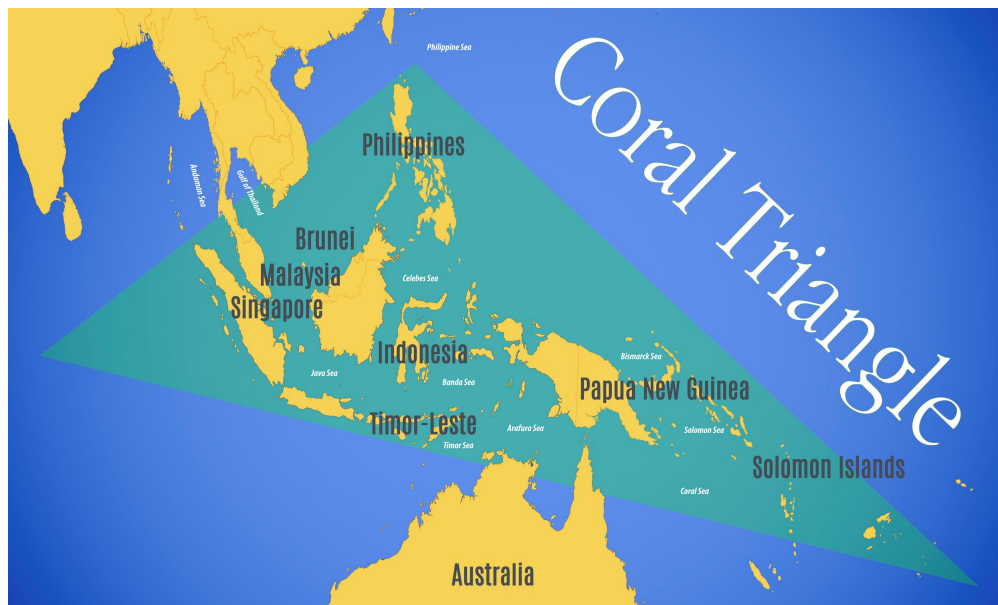 Philippine Sea
Coral Triangle
Philippines
Andaman Sea
Gulf of Thailand
Brunei
Malaysia
Celebes Sea
Singapore
Indonesia
Bismarck Sea
Java Sea
Banda Sea
Papua New Guinea
Timor-Leste
Arafura Sea
Solomon Sea
Timor Sea
Solomon Islands
Coral Sea
Australia